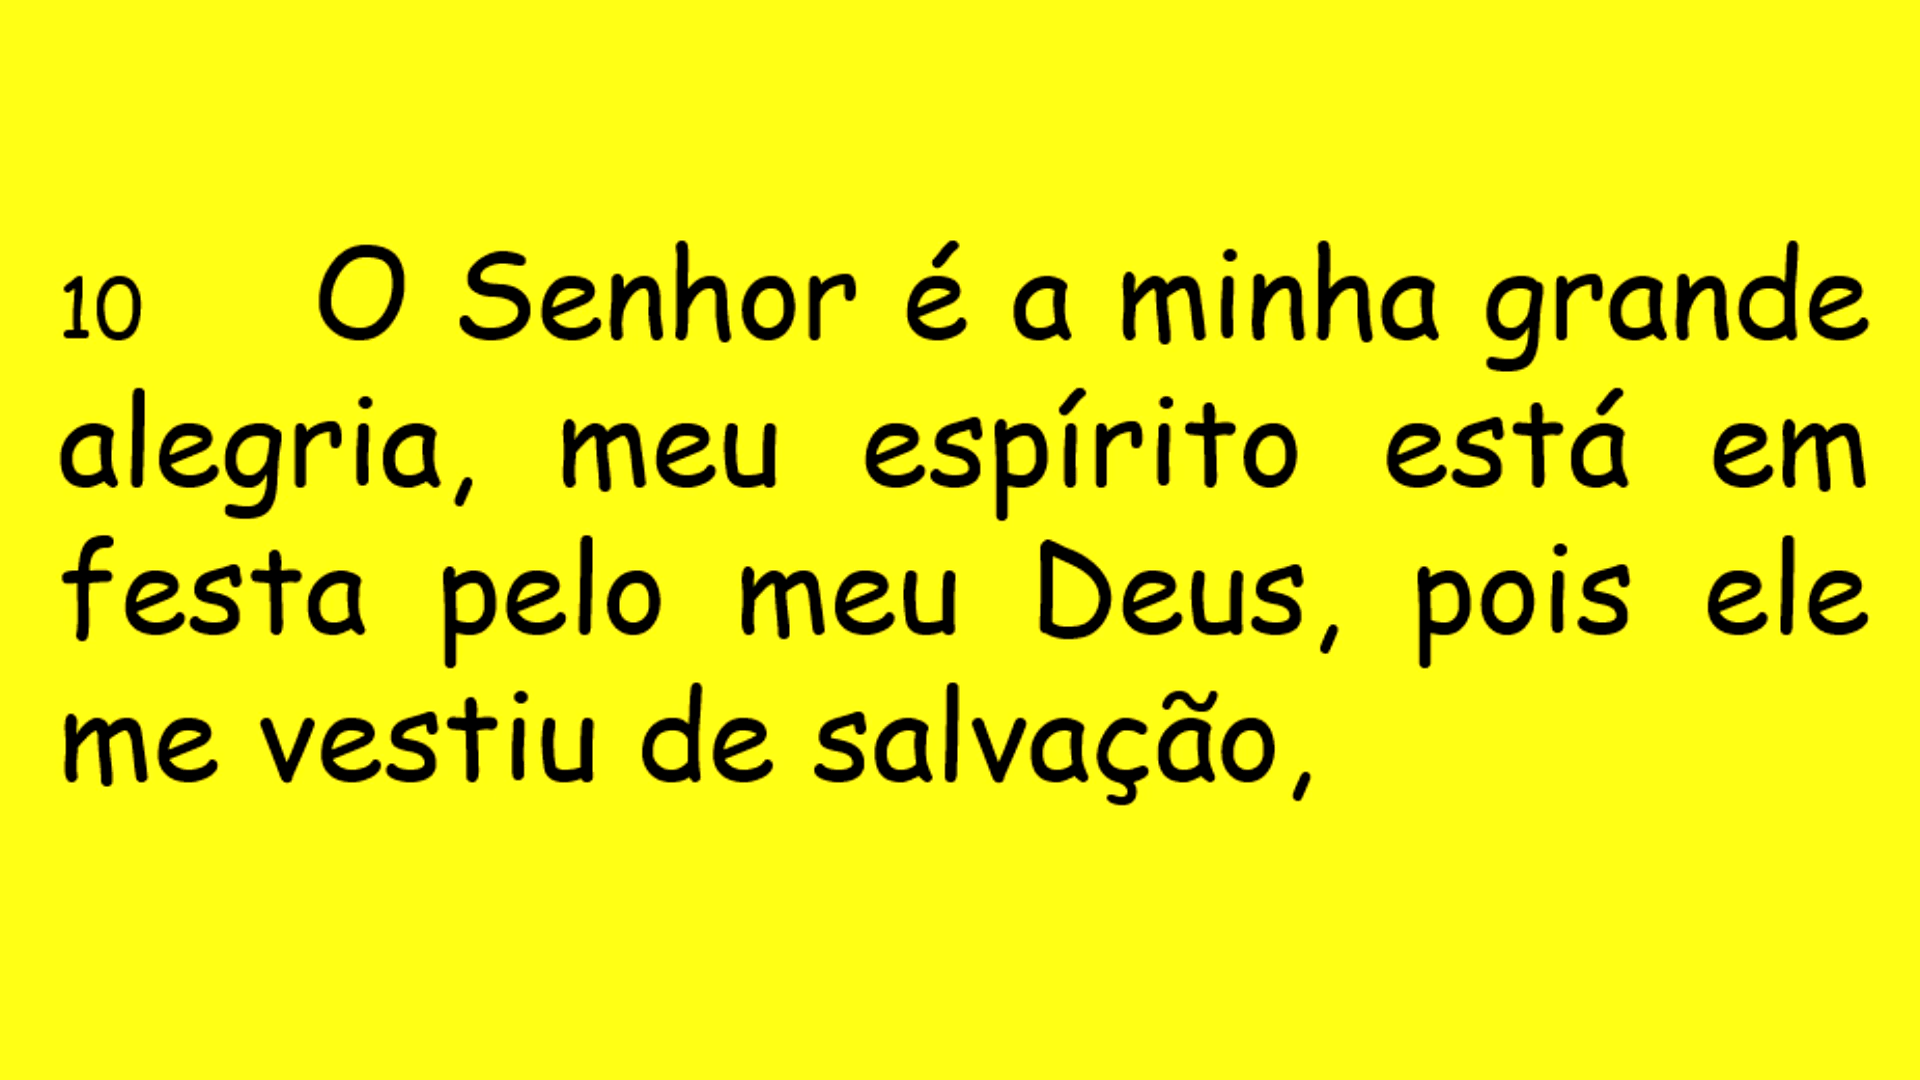 10 O Senhor é a minha grande
alegria, meu espírito está em
festa pelo meu Deus, pois ele
me vestiu de salvação,